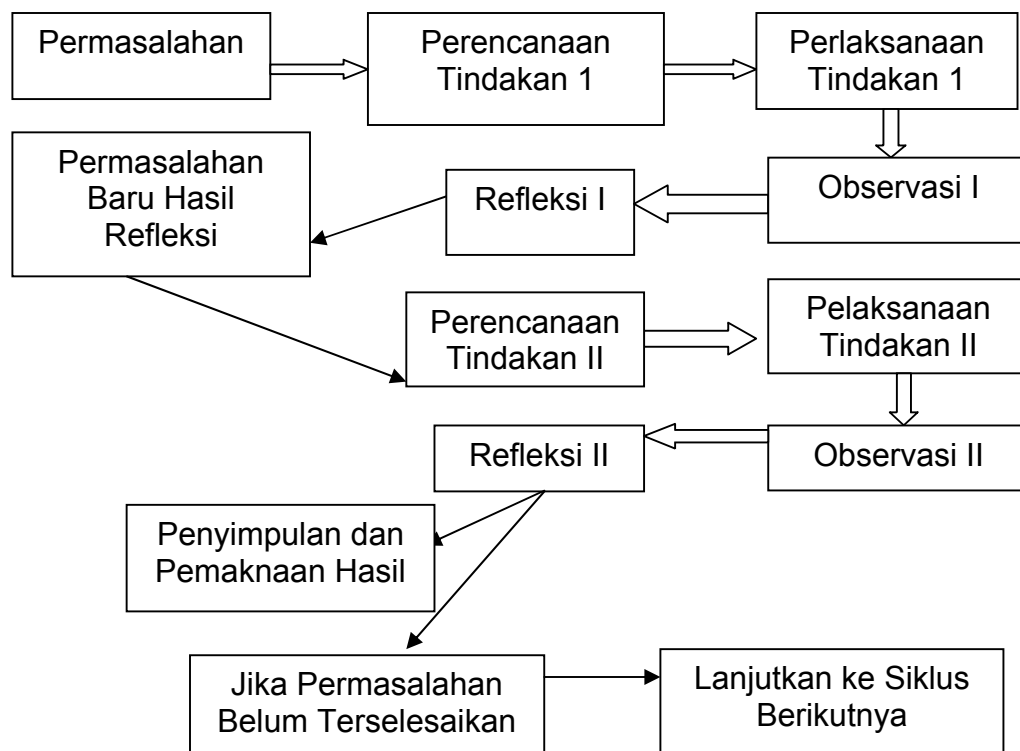 Permasalahan
Perencanaan
Tindakan 1
Perlaksanaan
Tindakan 1
Permasalahan
Baru Hasil
Refleksi
Refleksi I
Observasi I
Perencanaan
Tindakan II
Pelaksanaan
Tindakan II
Refleksi II
Observasi II
Penyimpulan dan
Pemaknaan Hasil
Jika Permasalahan
Belum Terselesaikan
Lanjutkan ke Siklus
Berikutnya